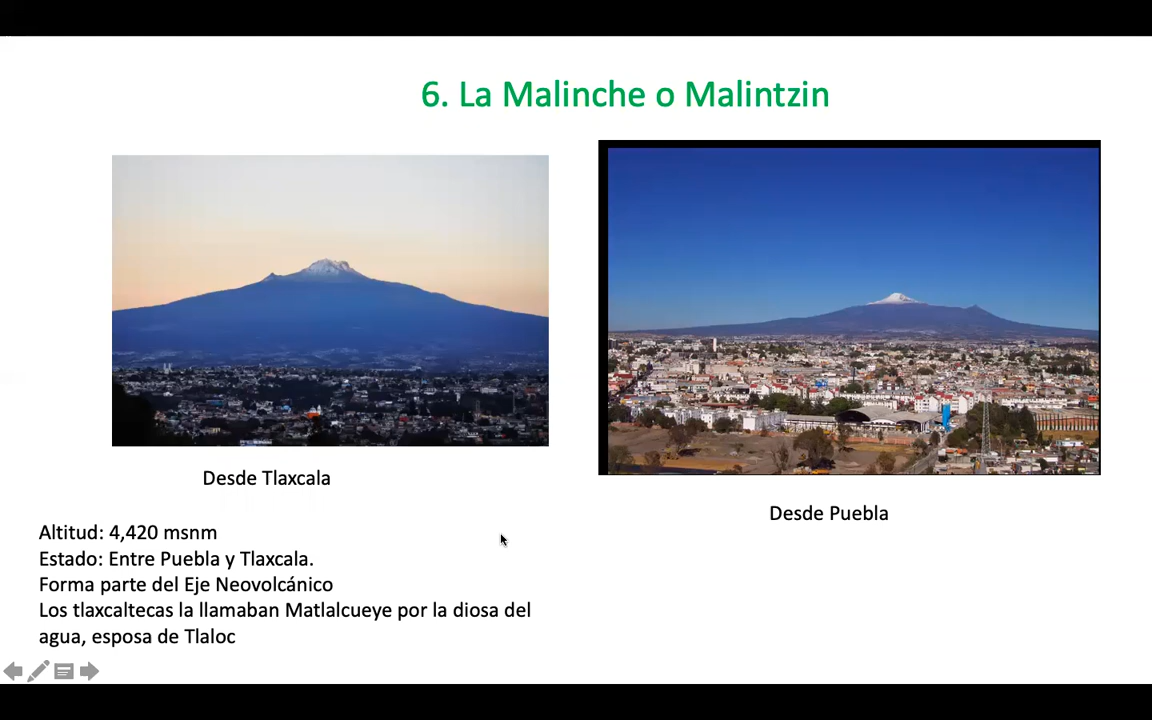 6. La Malinche o Malintzin
Desde Tlaxcala
Desde Puebla
Altitud: 4,420 msnm
Estado: Entre Puebla y Tlaxcala.
Forma parte del Eje Neovolcánico
Los tlaxcaltecas la llamaban Matlalcueye por la diosa del
agua, esposa de Tlaloc